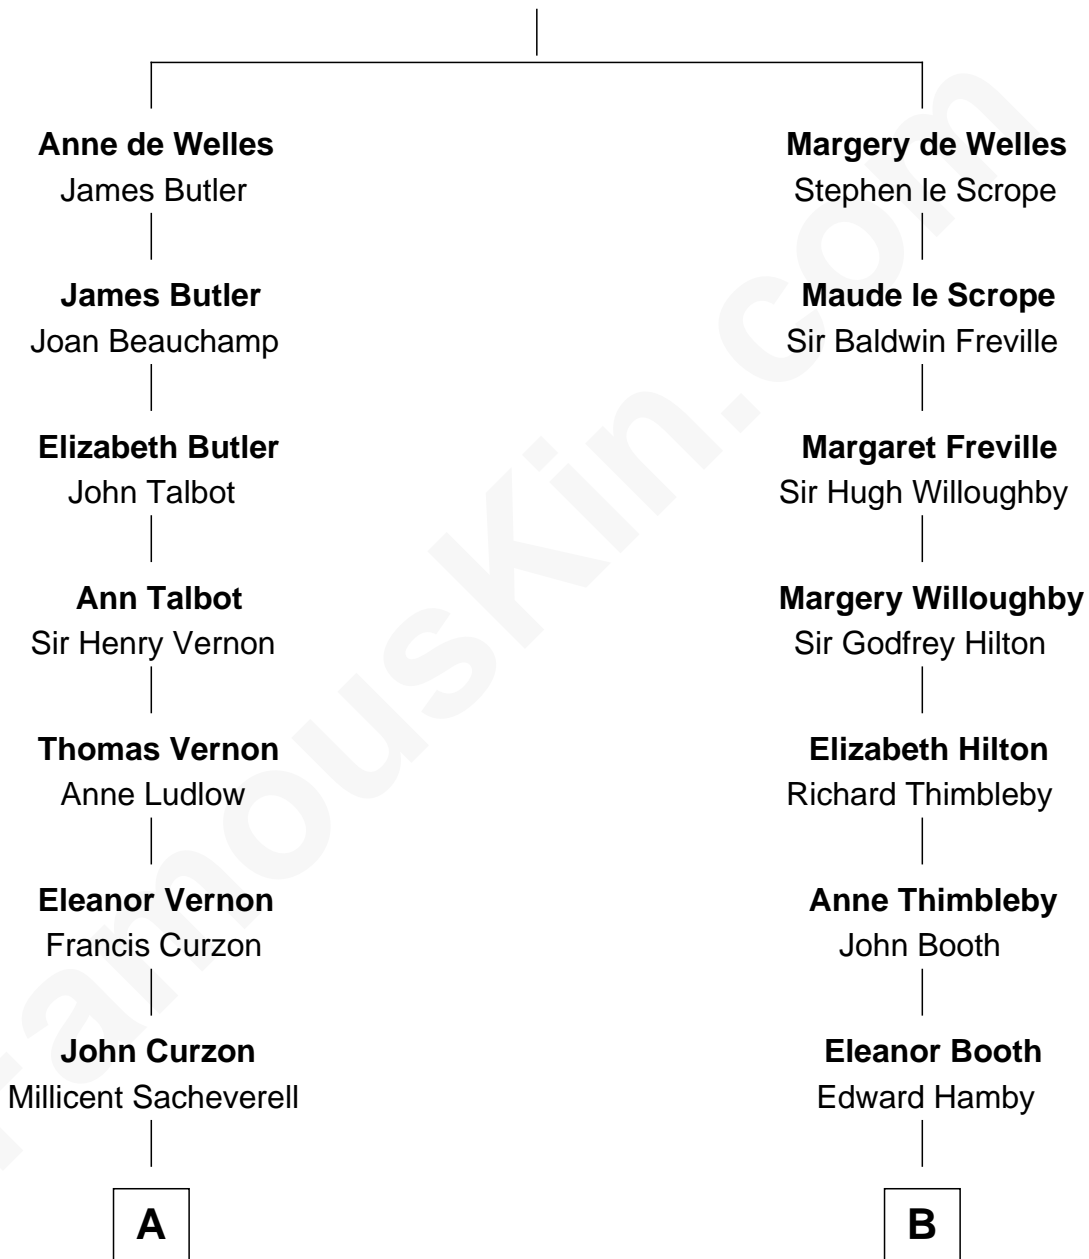 Anne de Welles
James Butler
James Butler
Joan Beauchamp
Elizabeth Butler
John Talbot
Ann Talbot
Sir Henry Vernon
Thomas Vernon
Anne Ludlow
Eleanor Vernon
Francis Curzon
John Curzon
Millicent Sacheverell
A
Margery de Welles
Stephen le Scrope
Maude le Scrope
Sir Baldwin Freville
Margaret Freville
Sir Hugh Willoughby
Margery Willoughby
Sir Godfrey Hilton
Elizabeth Hilton
Richard Thimbleby
Anne Thimbleby
John Booth
Eleanor Booth
Edward Hamby
B
FamousKin.com